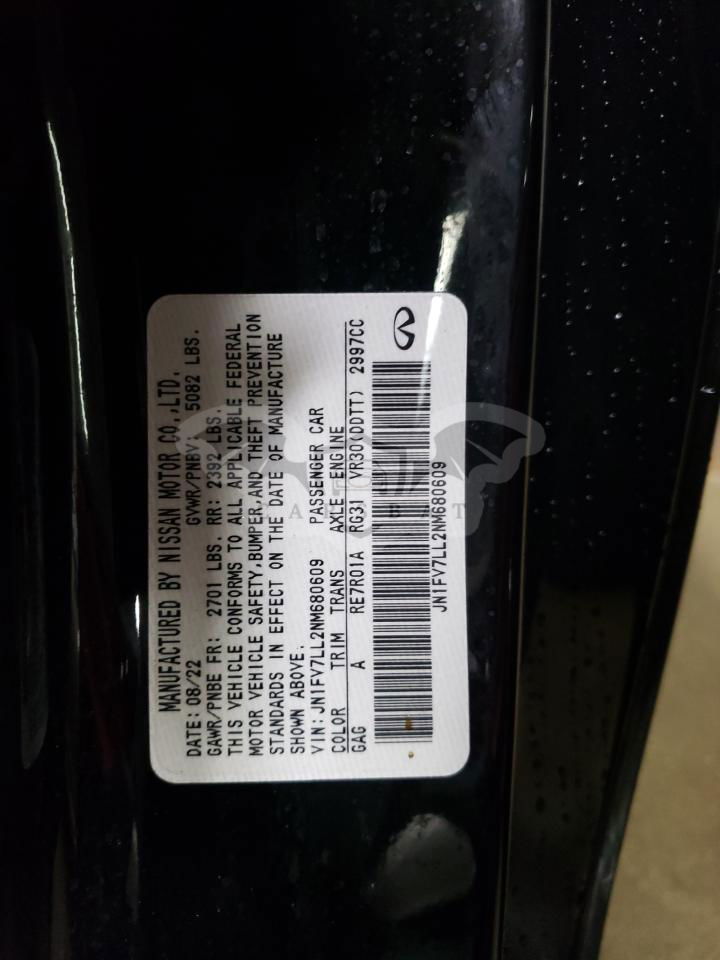 MANUFACTURED BY NISSAN MOTOR CO.,LTD.
DATE: 08/22 GVWR/PNBV: 5082 LBS.
GAWR/PNBE FR: 2701 LBS. RR: 2392 LBS.
THIS VEHICLE CONFORMS TO ALL APPLICABLE FEDERAL
MOTOR VEHICLE SAFETY,BUMPER,AND THEFT PREVENTION
STANDARDS IN EFFECT ON THE DATE OF MANUFACTURE
SHOWN ABOVE.
VIN:JN1FV7LL2NM680609 PASSENGER CAR
COLOR TRIM TRANS AXLE ENGINE
GAG A RE7R01A RG31 VR30(DDTT) 2997CC
JN1FV7LL2NM680609